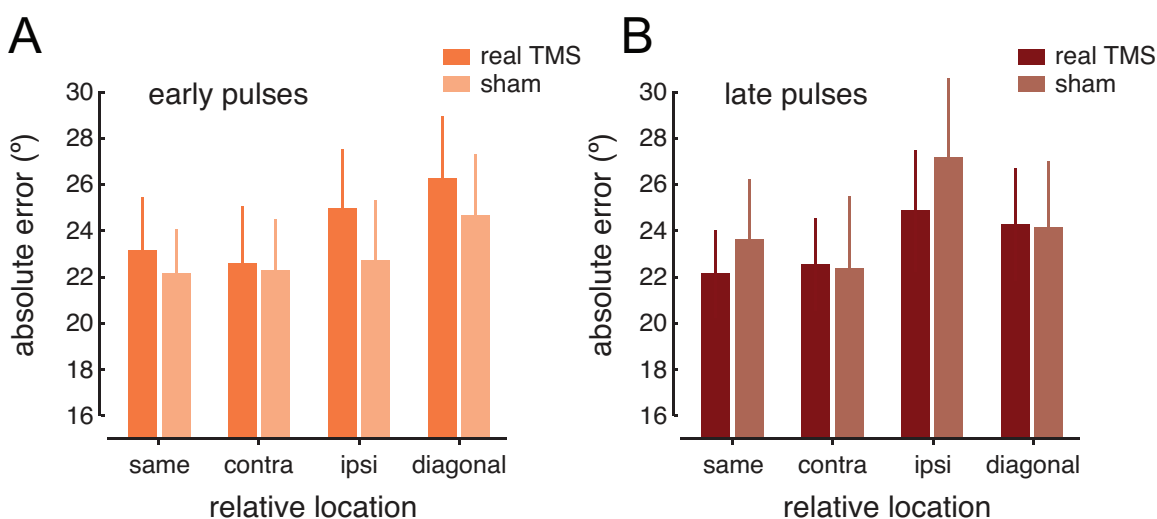 A
early pulses
real TMS
sham
absolute error (º)
30
28
26
24
22
20
18
16
same contra ipsi diagonal
relative location
B
late pulses
real TMS
sham
absolute error (º)
30
28
26
24
22
20
18
16
same contra ipsi diagonal
relative location